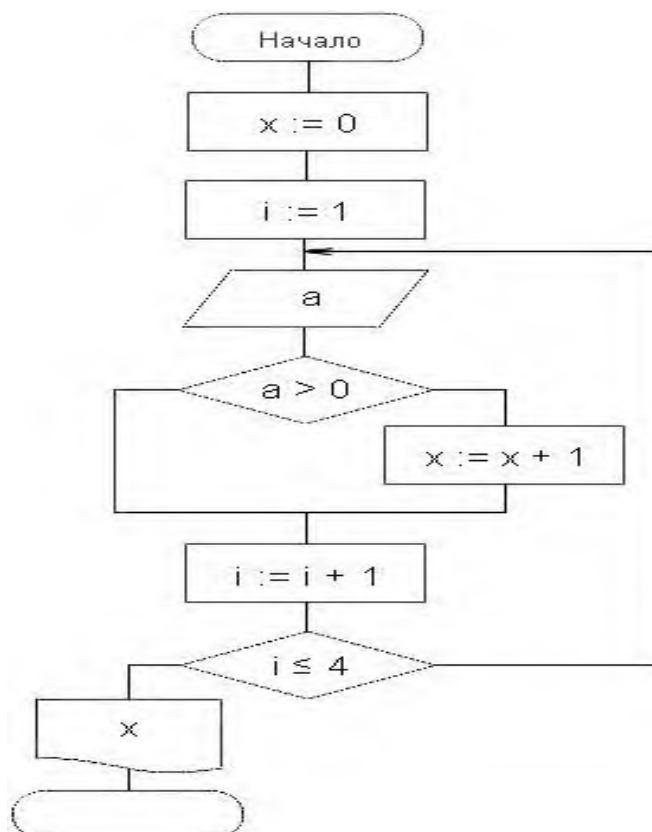 Начало
x := 0
i := 1
a
a > 0
x := x + 1
i := i + 1
i ≤ 4
x